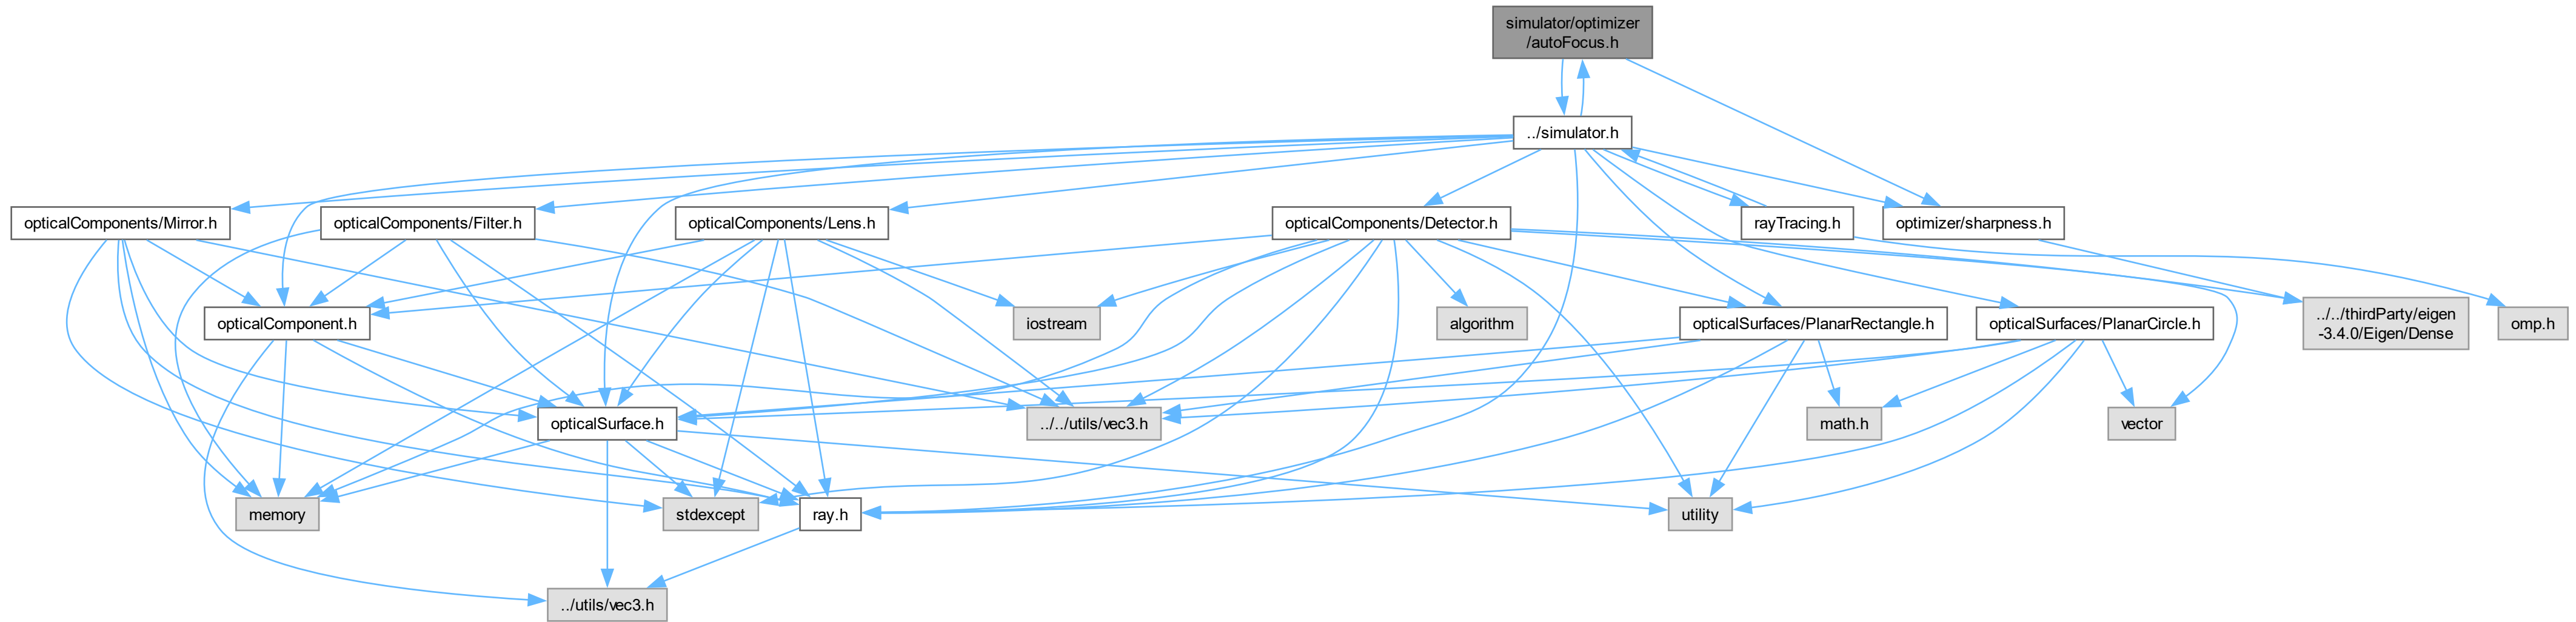 simulator/optimizer
/autoFocus.h
../simulator.h
opticalComponents/Mirror.h
opticalComponents/Filter.h
opticalComponents/Lens.h
opticalComponents/Detector.h
rayTracing.h
optimizer/sharpness.h
opticalComponent.h
iostream
algorithm
opticalSurfaces/PlanarRectangle.h
opticalSurfaces/PlanarCircle.h
../../thirdParty/eigen
-3.4.0/Eigen/Dense
omp.h
opticalSurface.h
../../utils/vec3.h
math.h
vector
memory
stdexcept
ray.h
utility
../utils/vec3.h